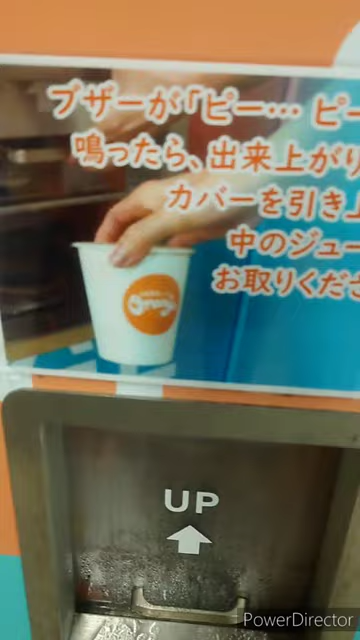 ブザーが「ピー… ピー
鳴ったら、出来上がり
カバーを引き上
中のジュー
お取りくださ
UP
PowerDirector